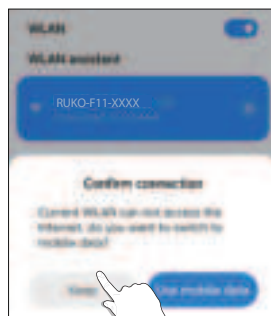 WLAN
WLAN assistant
RUKO-F11-XXXX
Confirm connection
Current WLAN can not access the
Internet, do you want to switch to
mobile data?
Keep
Use mobile data